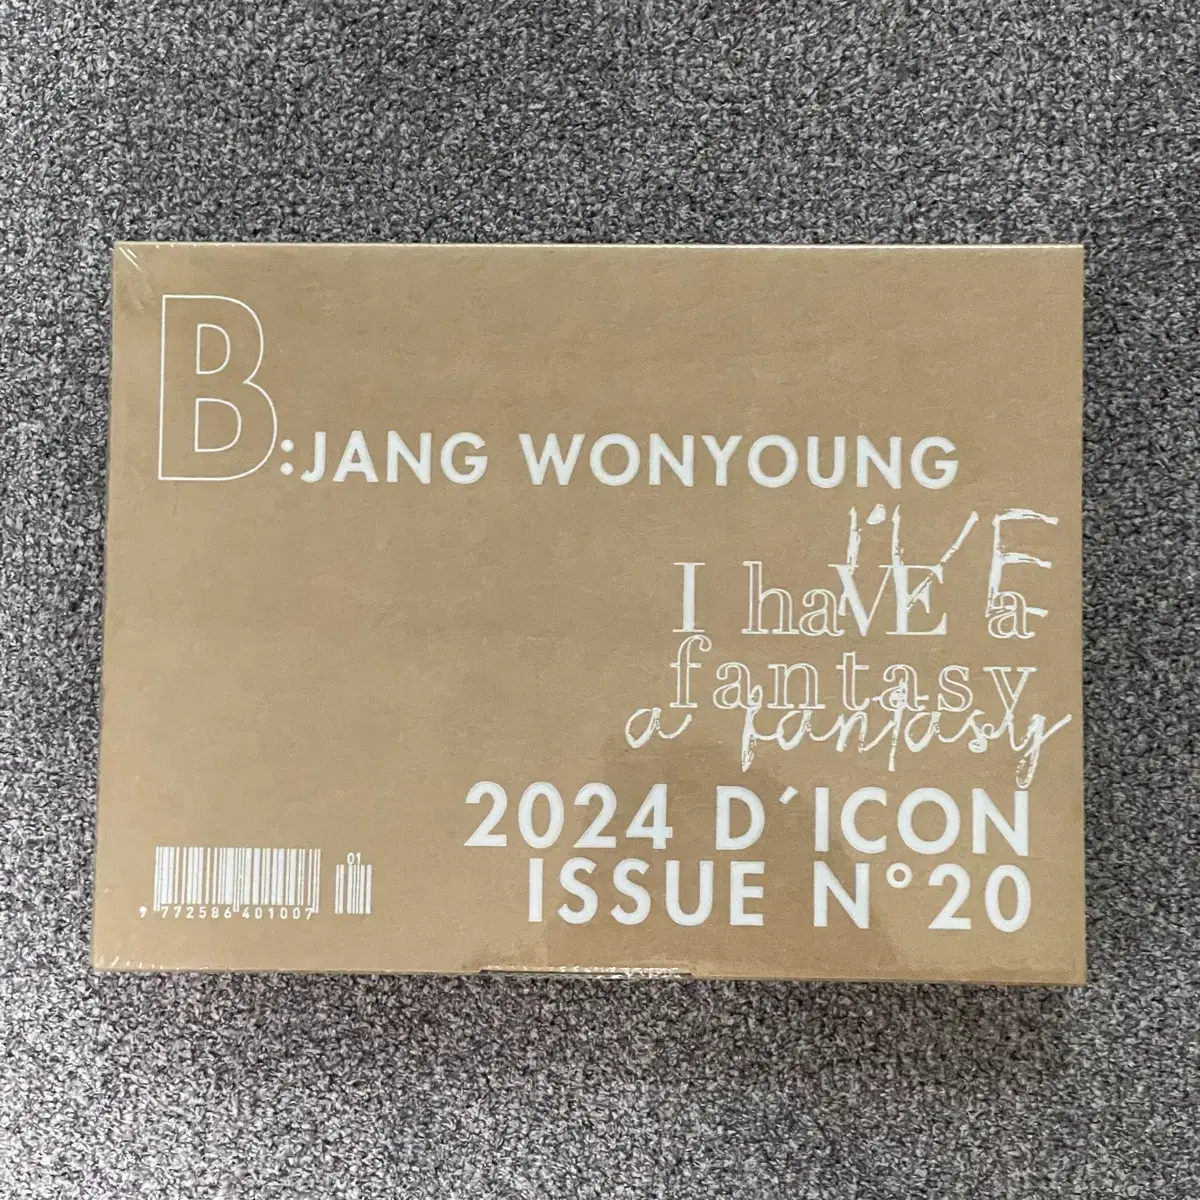 B:JANG WONYOUNG
I'VE
I haVE a
fantasy
a fantasy
2024 D´ICON
ISSUE N°20
01
9 772586 401007